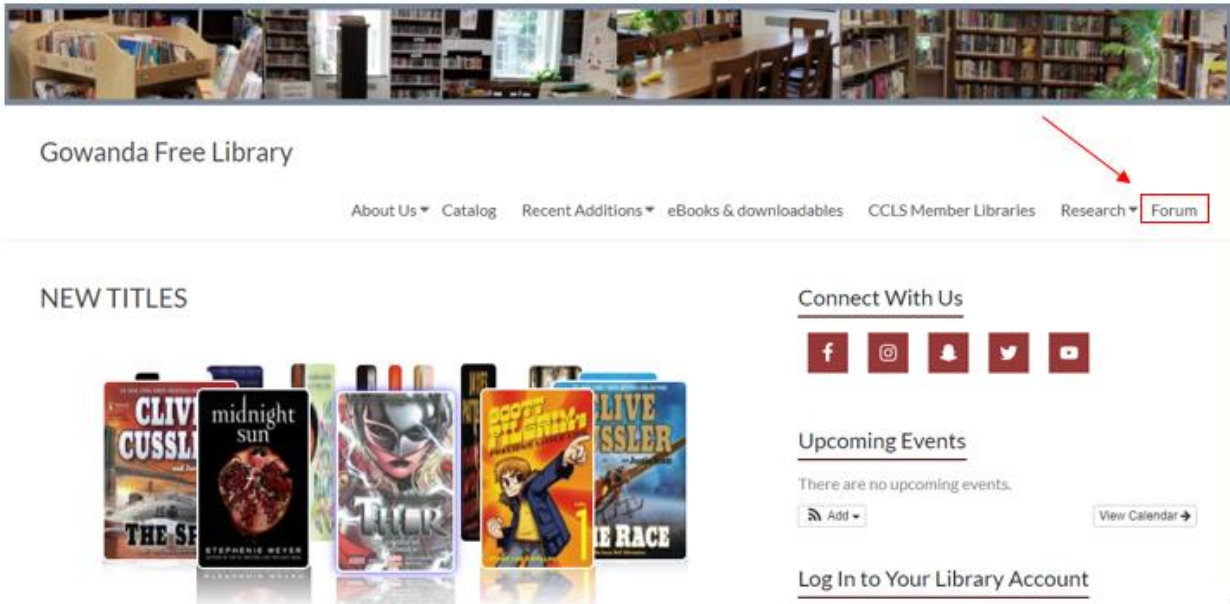 Gowanda Free Library
About Us Catalog Recent Additions eBooks & downloadables CCLS Member Libraries Research Forum
NEW TITLES
Connect With Us
CLIVE
CUSSLER
THE
midnight
sun
STEPHENIE MEYER
THOR
SCOTT
PILGRIM'S
1
CLIVE
CUSSLER
THE RACE
Upcoming Events
There are no upcoming events.
Add
View Calendar
Log In to Your Library Account